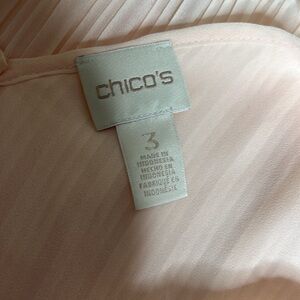 chico's
3
MADE IN
INDONESIA
HECHO EN
INDONESIA
FABRIQUÉ EN
INDONÉSIE